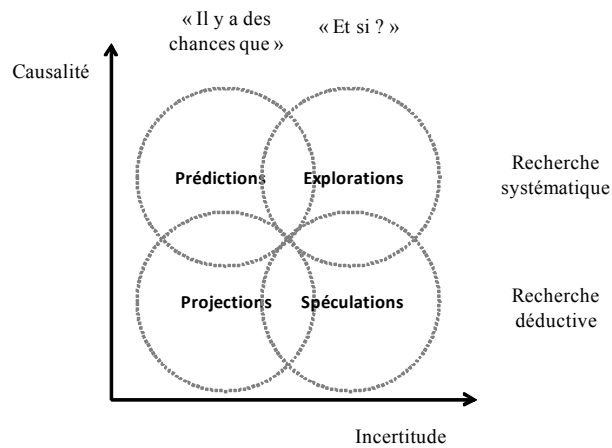 « Il y a des
chances que »
« Et si ? »
Causalité
Prédictions
Explorations
Recherche
systématique
Projections
Spéculations
Recherche
déductive
Incertitude